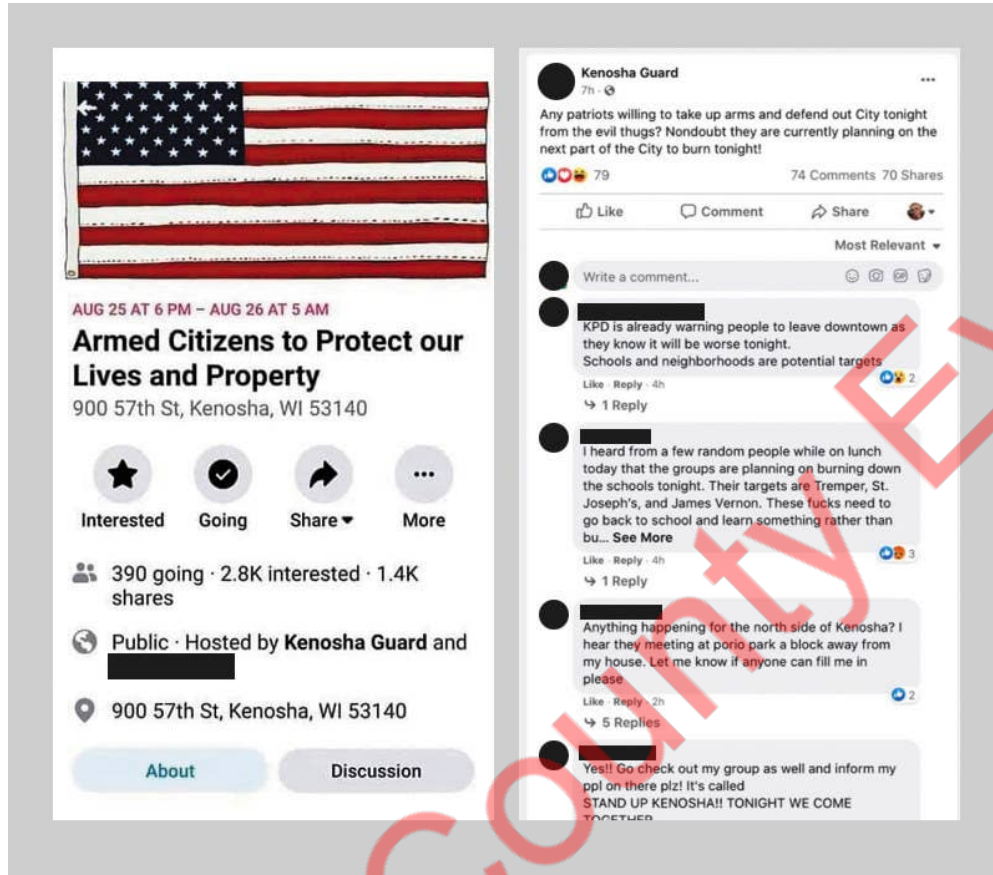 AUG 25 AT 6 PM – AUG 26 AT 5 AM
Armed Citizens to Protect our
Lives and Property
900 57th St, Kenosha, WI 53140
Interested
Going
Share
More
390 going · 2.8K interested · 1.4K
shares
Public · Hosted by Kenosha Guard and
900 57th St, Kenosha, WI 53140
About
Discussion
Kenosha Guard
7h ·
Any patriots willing to take up arms and defend out City tonight
from the evil thugs? Nondoubt they are currently planning on the
next part of the City to burn tonight!
79
74 Comments 70 Shares
Like
Comment
Share
Most Relevant
Write a comment...
GIF
KPD is already warning people to leave downtown as
they know it will be worse tonight.
Schools and neighborhoods are potential targets
2
Like · Reply · 4h
1 Reply
I heard from a few random people while on lunch
today that the groups are planning on burning down
the schools tonight. Their targets are Tremper, St.
Joseph's, and James Vernon. These fucks need to
go back to school and learn something rather than
bu... See More
3
Like · Reply · 4h
1 Reply
Anything happening for the north side of Kenosha? I
hear they meeting at porio park a block away from
my house. Let me know if anyone can fill me in
please
2
Like · Reply · 2h
5 Replies
Yes!! Go check out my group as well and inform my
ppl on there plz! It's called
STAND UP KENOSHA!! TONIGHT WE COME
TOGETHER
County Ex